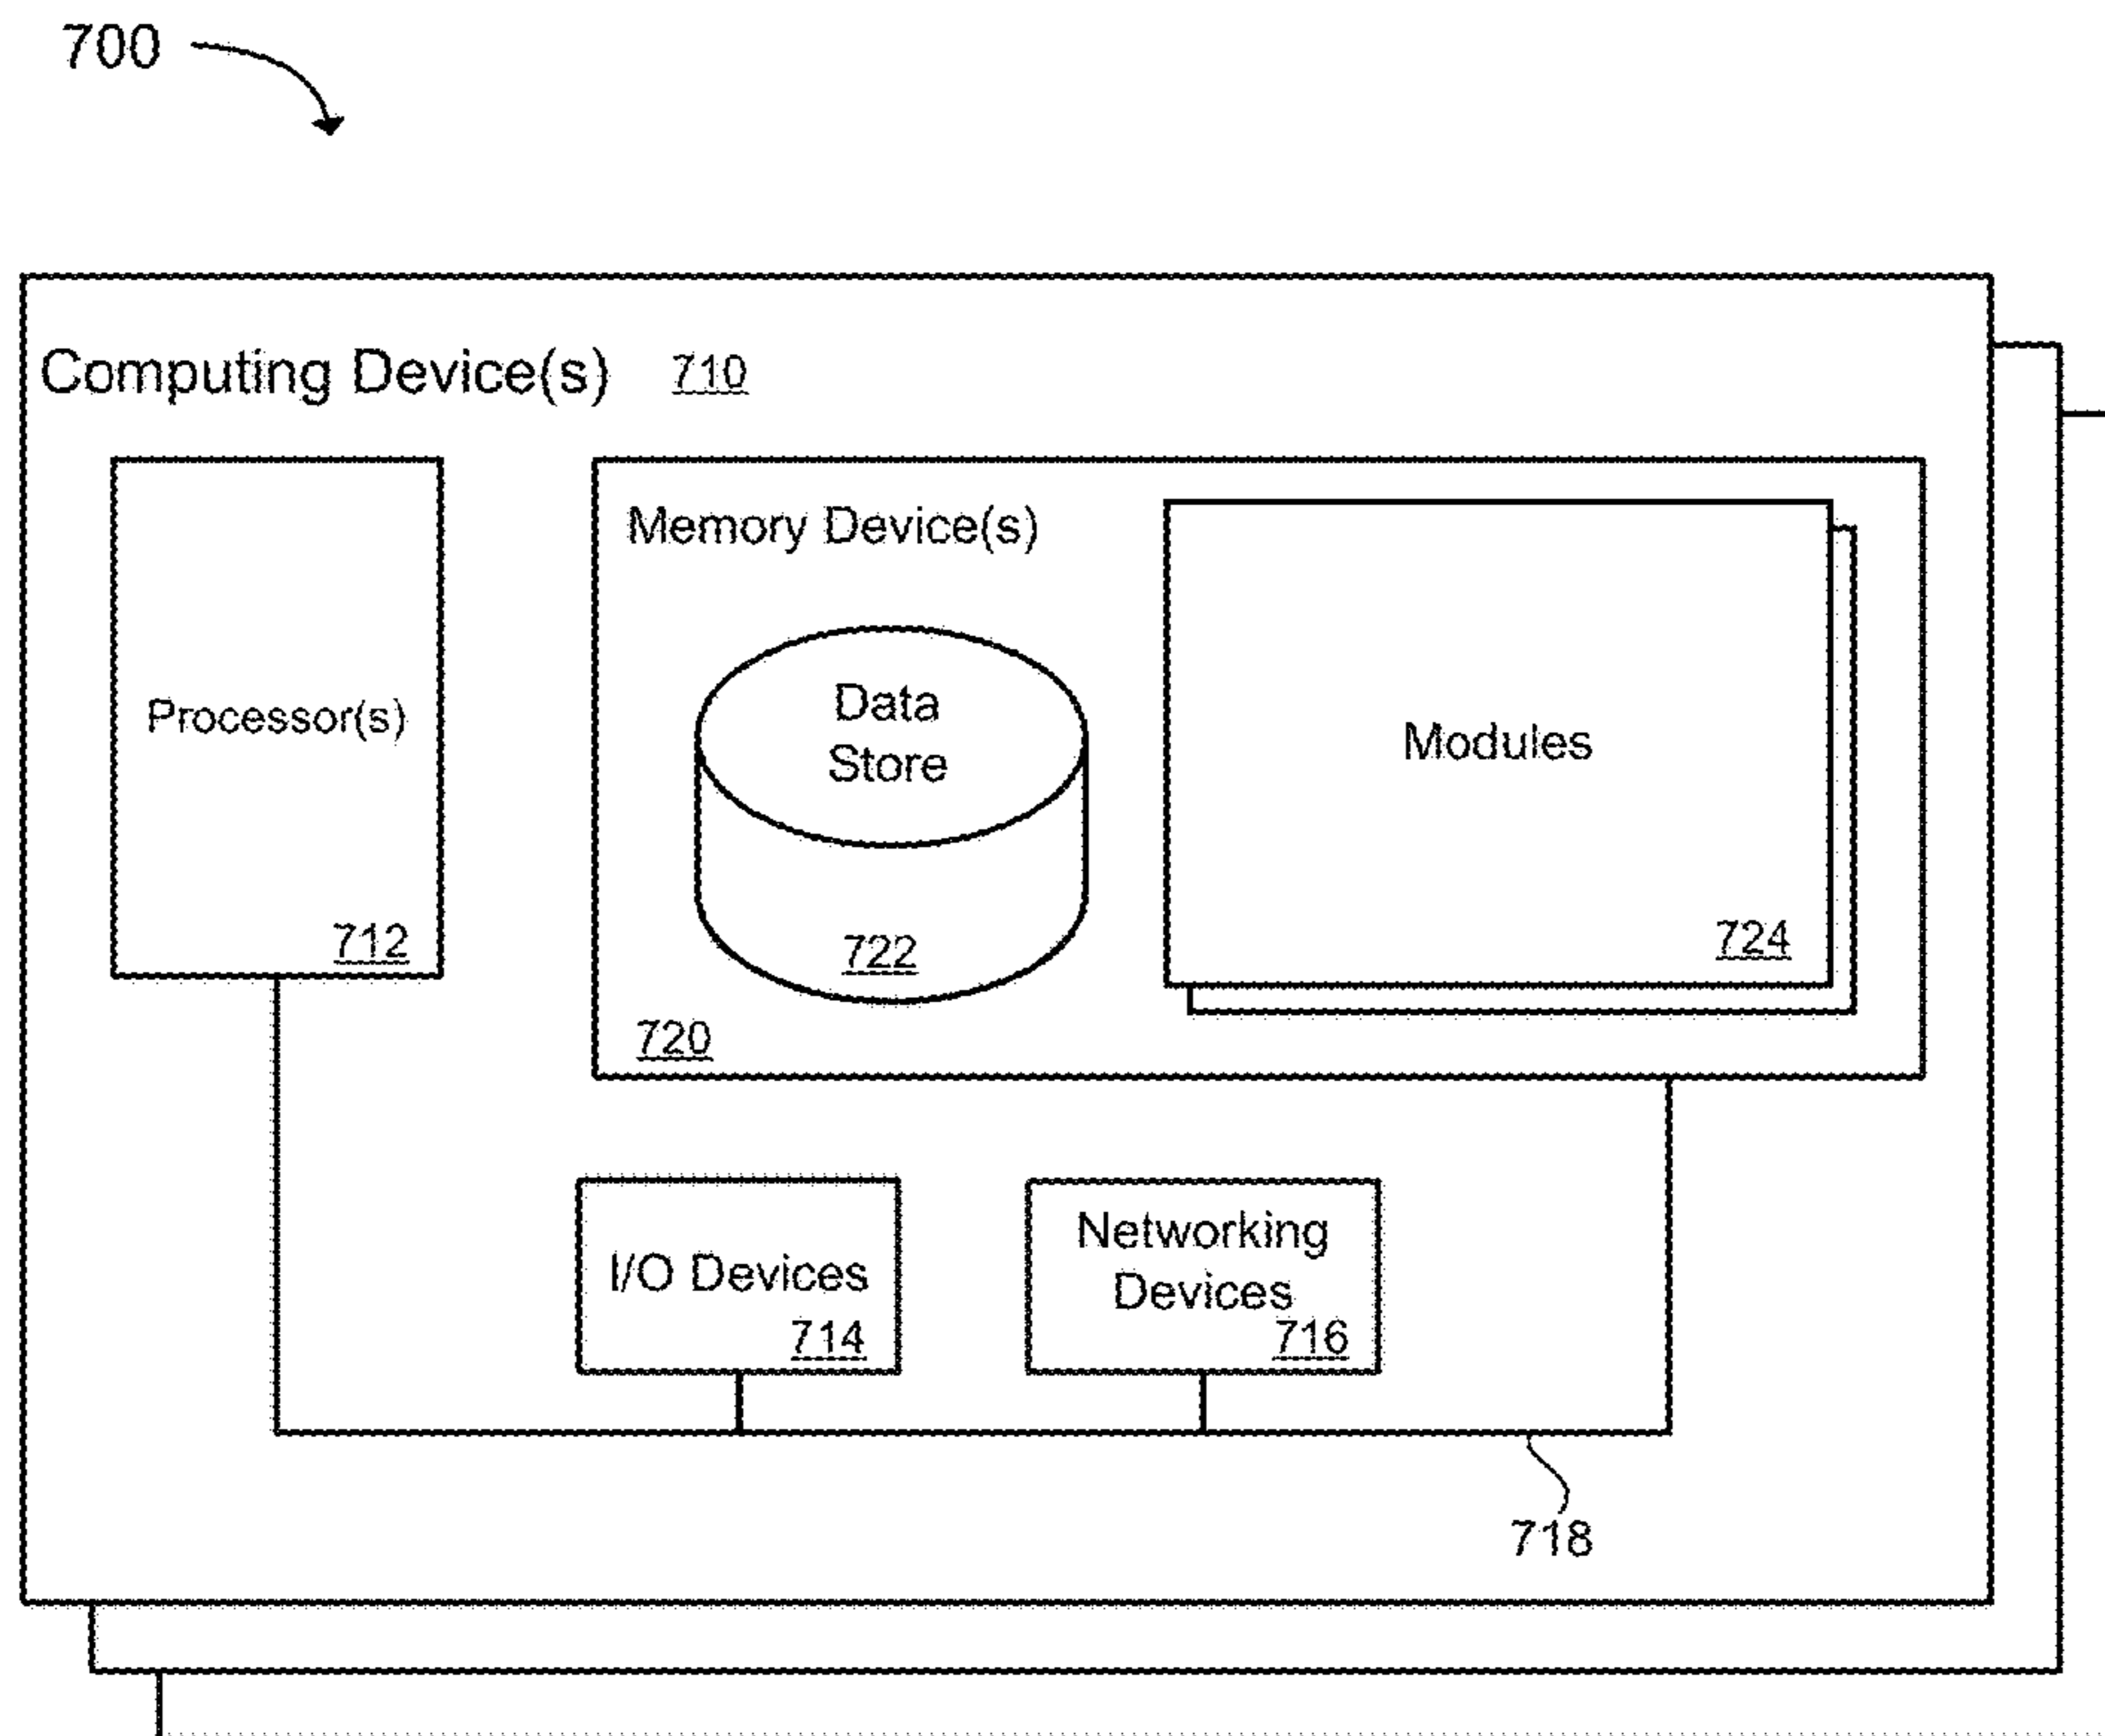 700
Computing Device(s) 710
Processor(s)
712
Memory Device(s)
Data
Store
722
720
Modules
724
I/O Devices
714
Networking
Devices
716
718